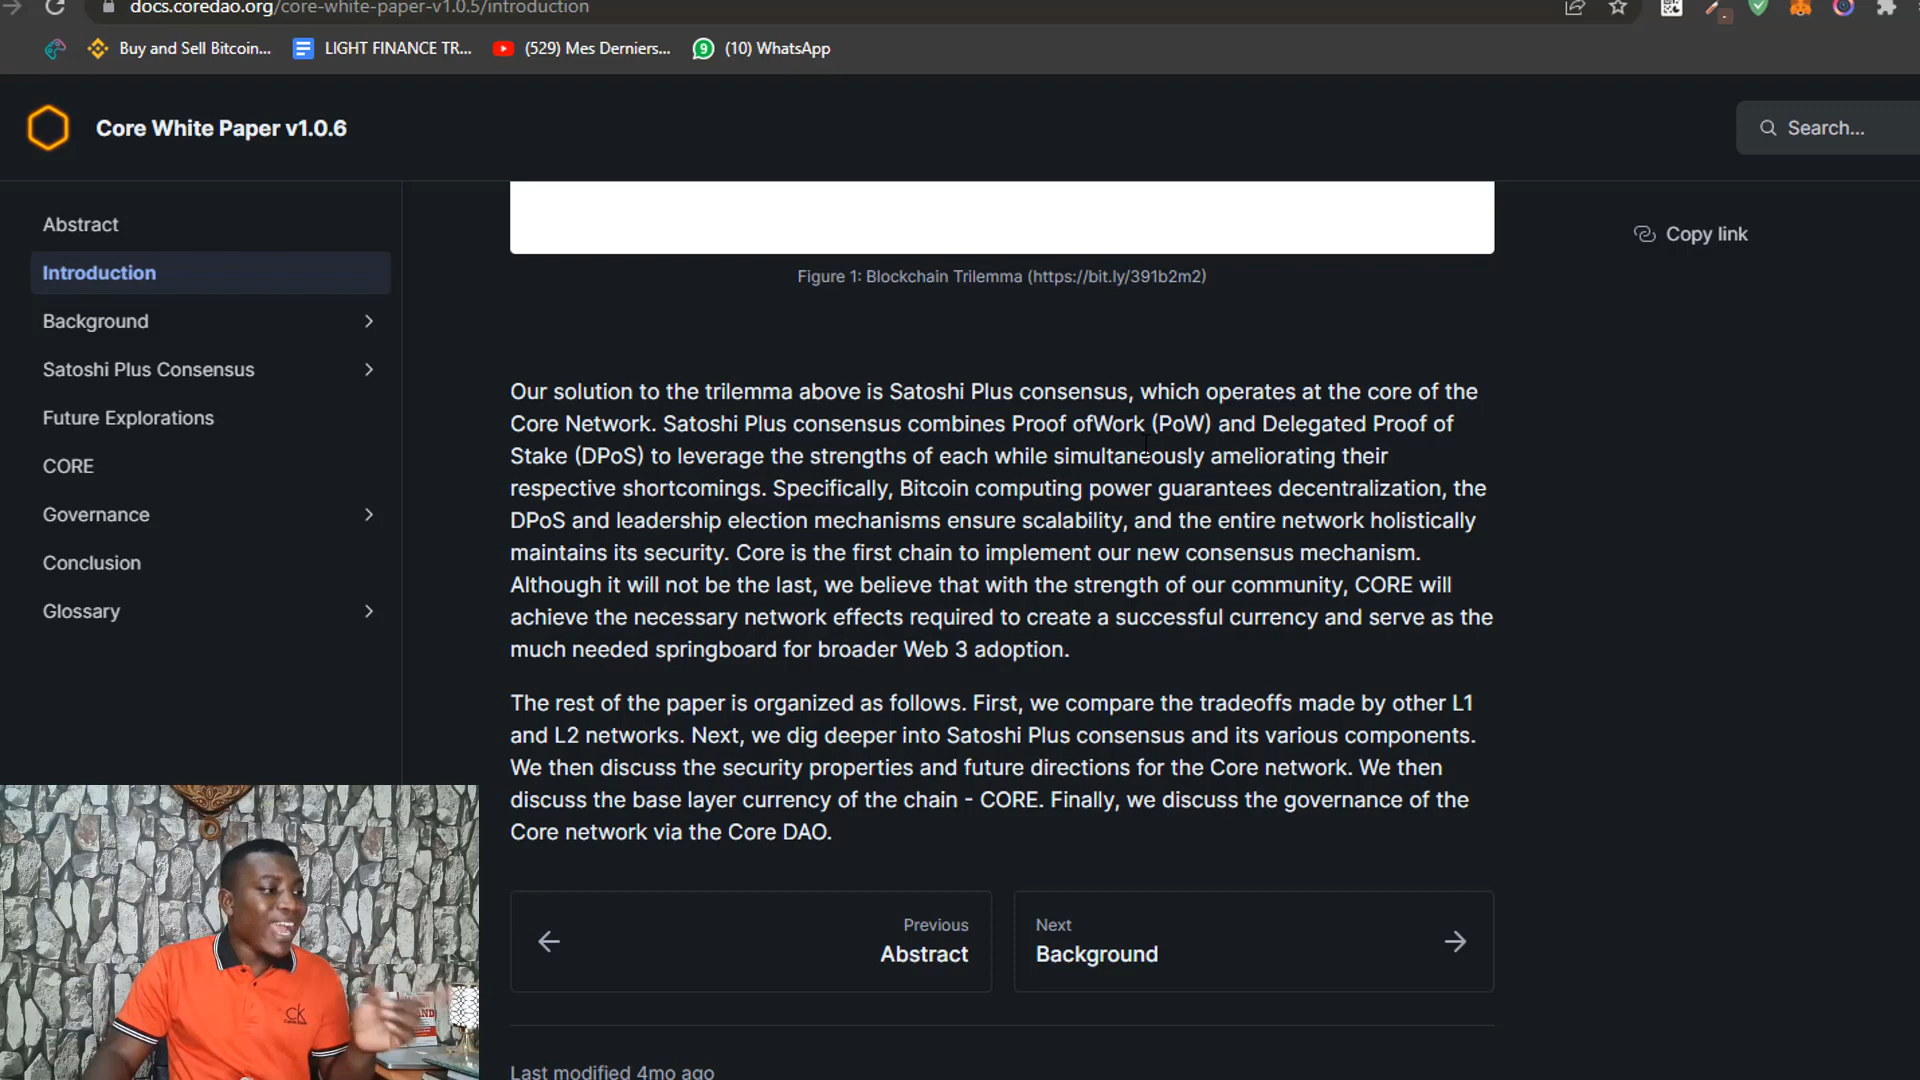 docs.coredao.org/core-white-paper-v1.0.5/introduction
Buy and Sell Bitcoin...
LIGHT FINANCE TR...
(529) Mes Derniers...
9
(10) WhatsApp
Core White Paper v1.0.6
Search...
Abstract
Introduction
Background
Satoshi Plus Consensus
Future Explorations
CORE
Governance
Conclusion
Glossary
Copy link
Figure 1: Blockchain Trilemma (https://bit.ly/391b2m2)
Our solution to the trilemma above is Satoshi Plus consensus, which operates at the core of the
Core Network. Satoshi Plus consensus combines Proof ofWork (PoW) and Delegated Proof of
Stake (DPoS) to leverage the strengths of each while simultaneously ameliorating their
respective shortcomings. Specifically, Bitcoin computing power guarantees decentralization, the
DPoS and leadership election mechanisms ensure scalability, and the entire network holistically
maintains its security. Core is the first chain to implement our new consensus mechanism.
Although it will not be the last, we believe that with the strength of our community, CORE will
achieve the necessary network effects required to create a successful currency and serve as the
much needed springboard for broader Web 3 adoption.
The rest of the paper is organized as follows. First, we compare the tradeoffs made by other L1
and L2 networks. Next, we dig deeper into Satoshi Plus consensus and its various components.
We then discuss the security properties and future directions for the Core network. We then
discuss the base layer currency of the chain - CORE. Finally, we discuss the governance of the
Core network via the Core DAO.
Previous
Abstract
Next
Background
Last modified 4mo ago
ck